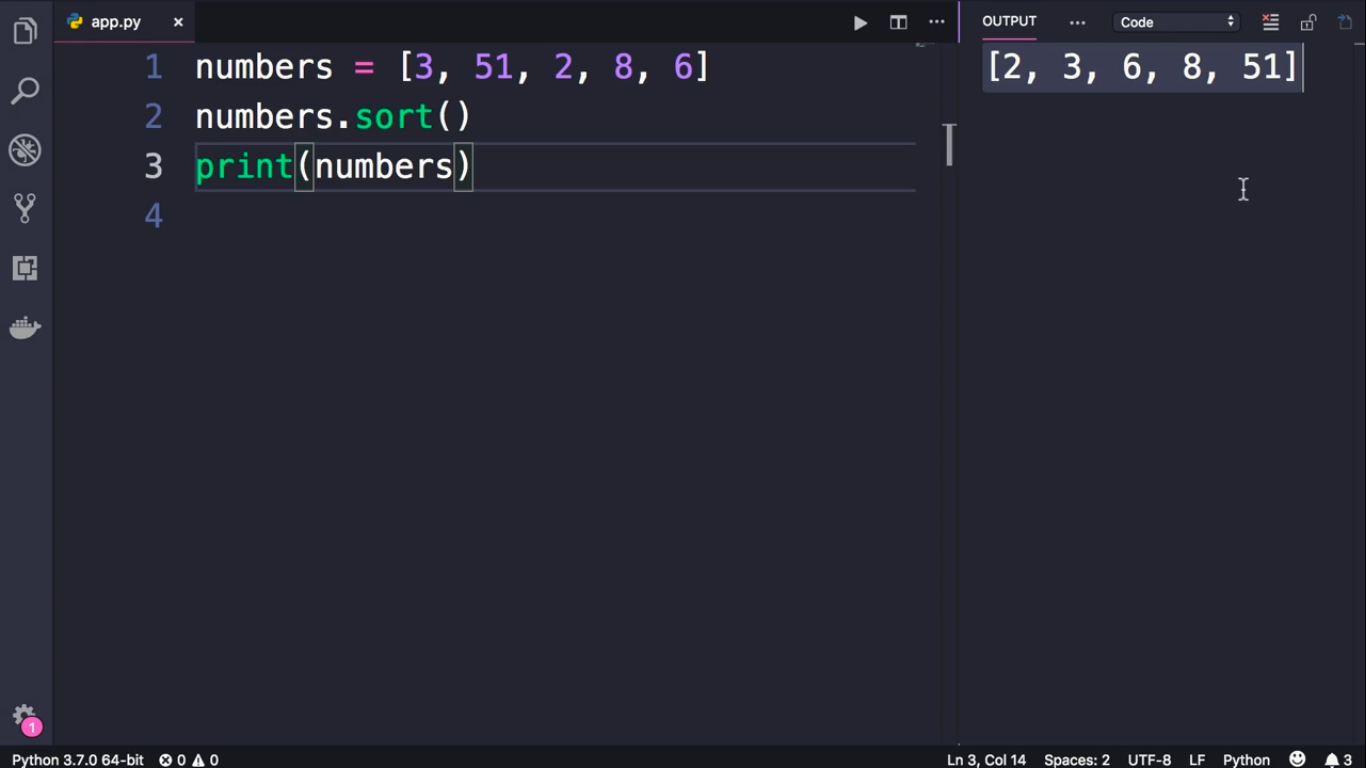 app.py ×
OUTPUT ... Code
1 numbers = [3, 51, 2, 8, 6]
2 numbers.sort()
3 print(numbers)
4
[2, 3, 6, 8, 51]
1
Python 3.7.0 64-bit 0 0 Ln 3, Col 14 Spaces: 2 UTF-8 LF Python 3